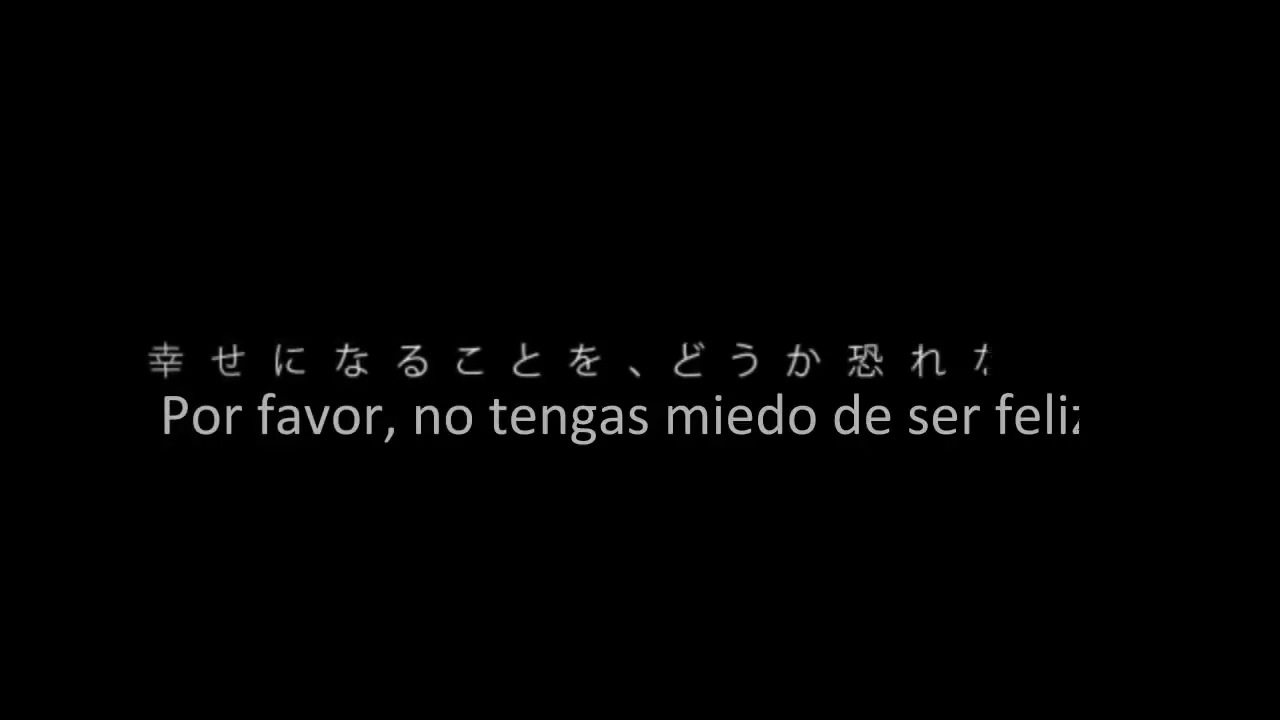 幸せになることを、どうか恐れ
Por favor, no tengas miedo de ser feliz